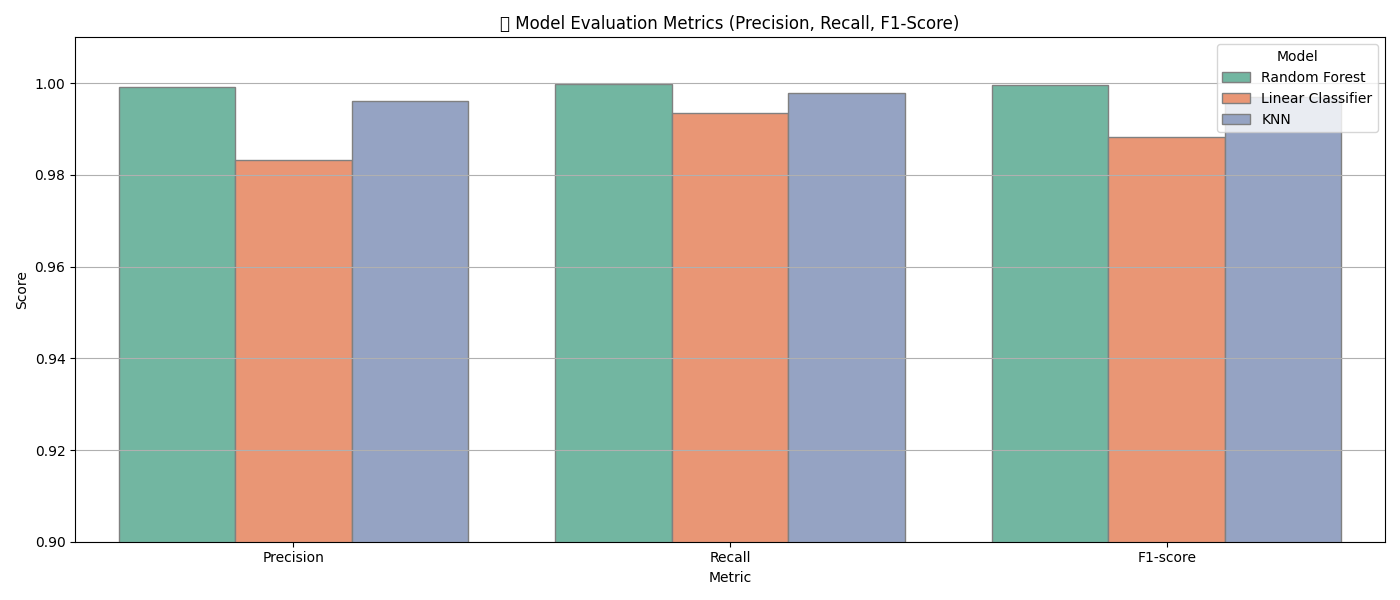 Model Evaluation Metrics (Precision, Recall, F1-Score)
Model
Random Forest
Linear Classifier
KNN
1.00
0.98
0.96
0.94
0.92
0.90
Score
Precision
Recall
F1-score
Metric